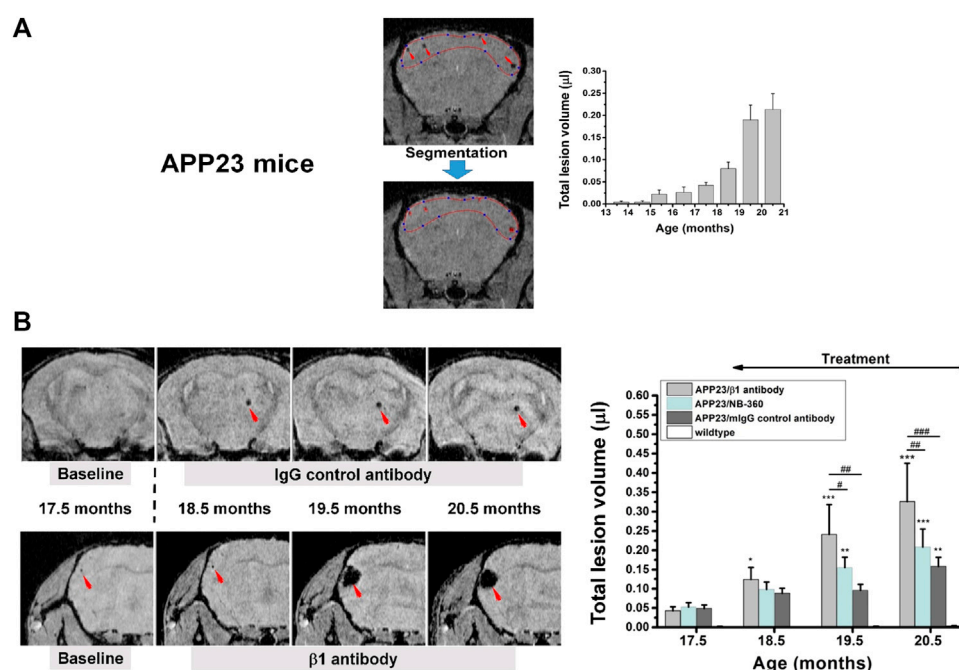 A
APP23 mice
Segmentation
Total lesion volume (µl)
0.30
0.25
0.20
0.15
0.10
0.05
0.00
13 14 15 16 17 18 19 20 21
Age (months)
B
Baseline
IgG control antibody
17.5 months
18.5 months
19.5 months
20.5 months
Baseline
β1 antibody
Treatment
APP23/β1 antibody
APP23/NB-360
APP23/mIgG control antibody
wildtype
Total lesion volume (µl)
0.60
0.55
0.50
0.45
0.40
0.35
0.30
0.25
0.20
0.15
0.10
0.05
0.00
*
***
#
##
**
***
##
###
***
**
17.5 18.5 19.5 20.5
Age (months)